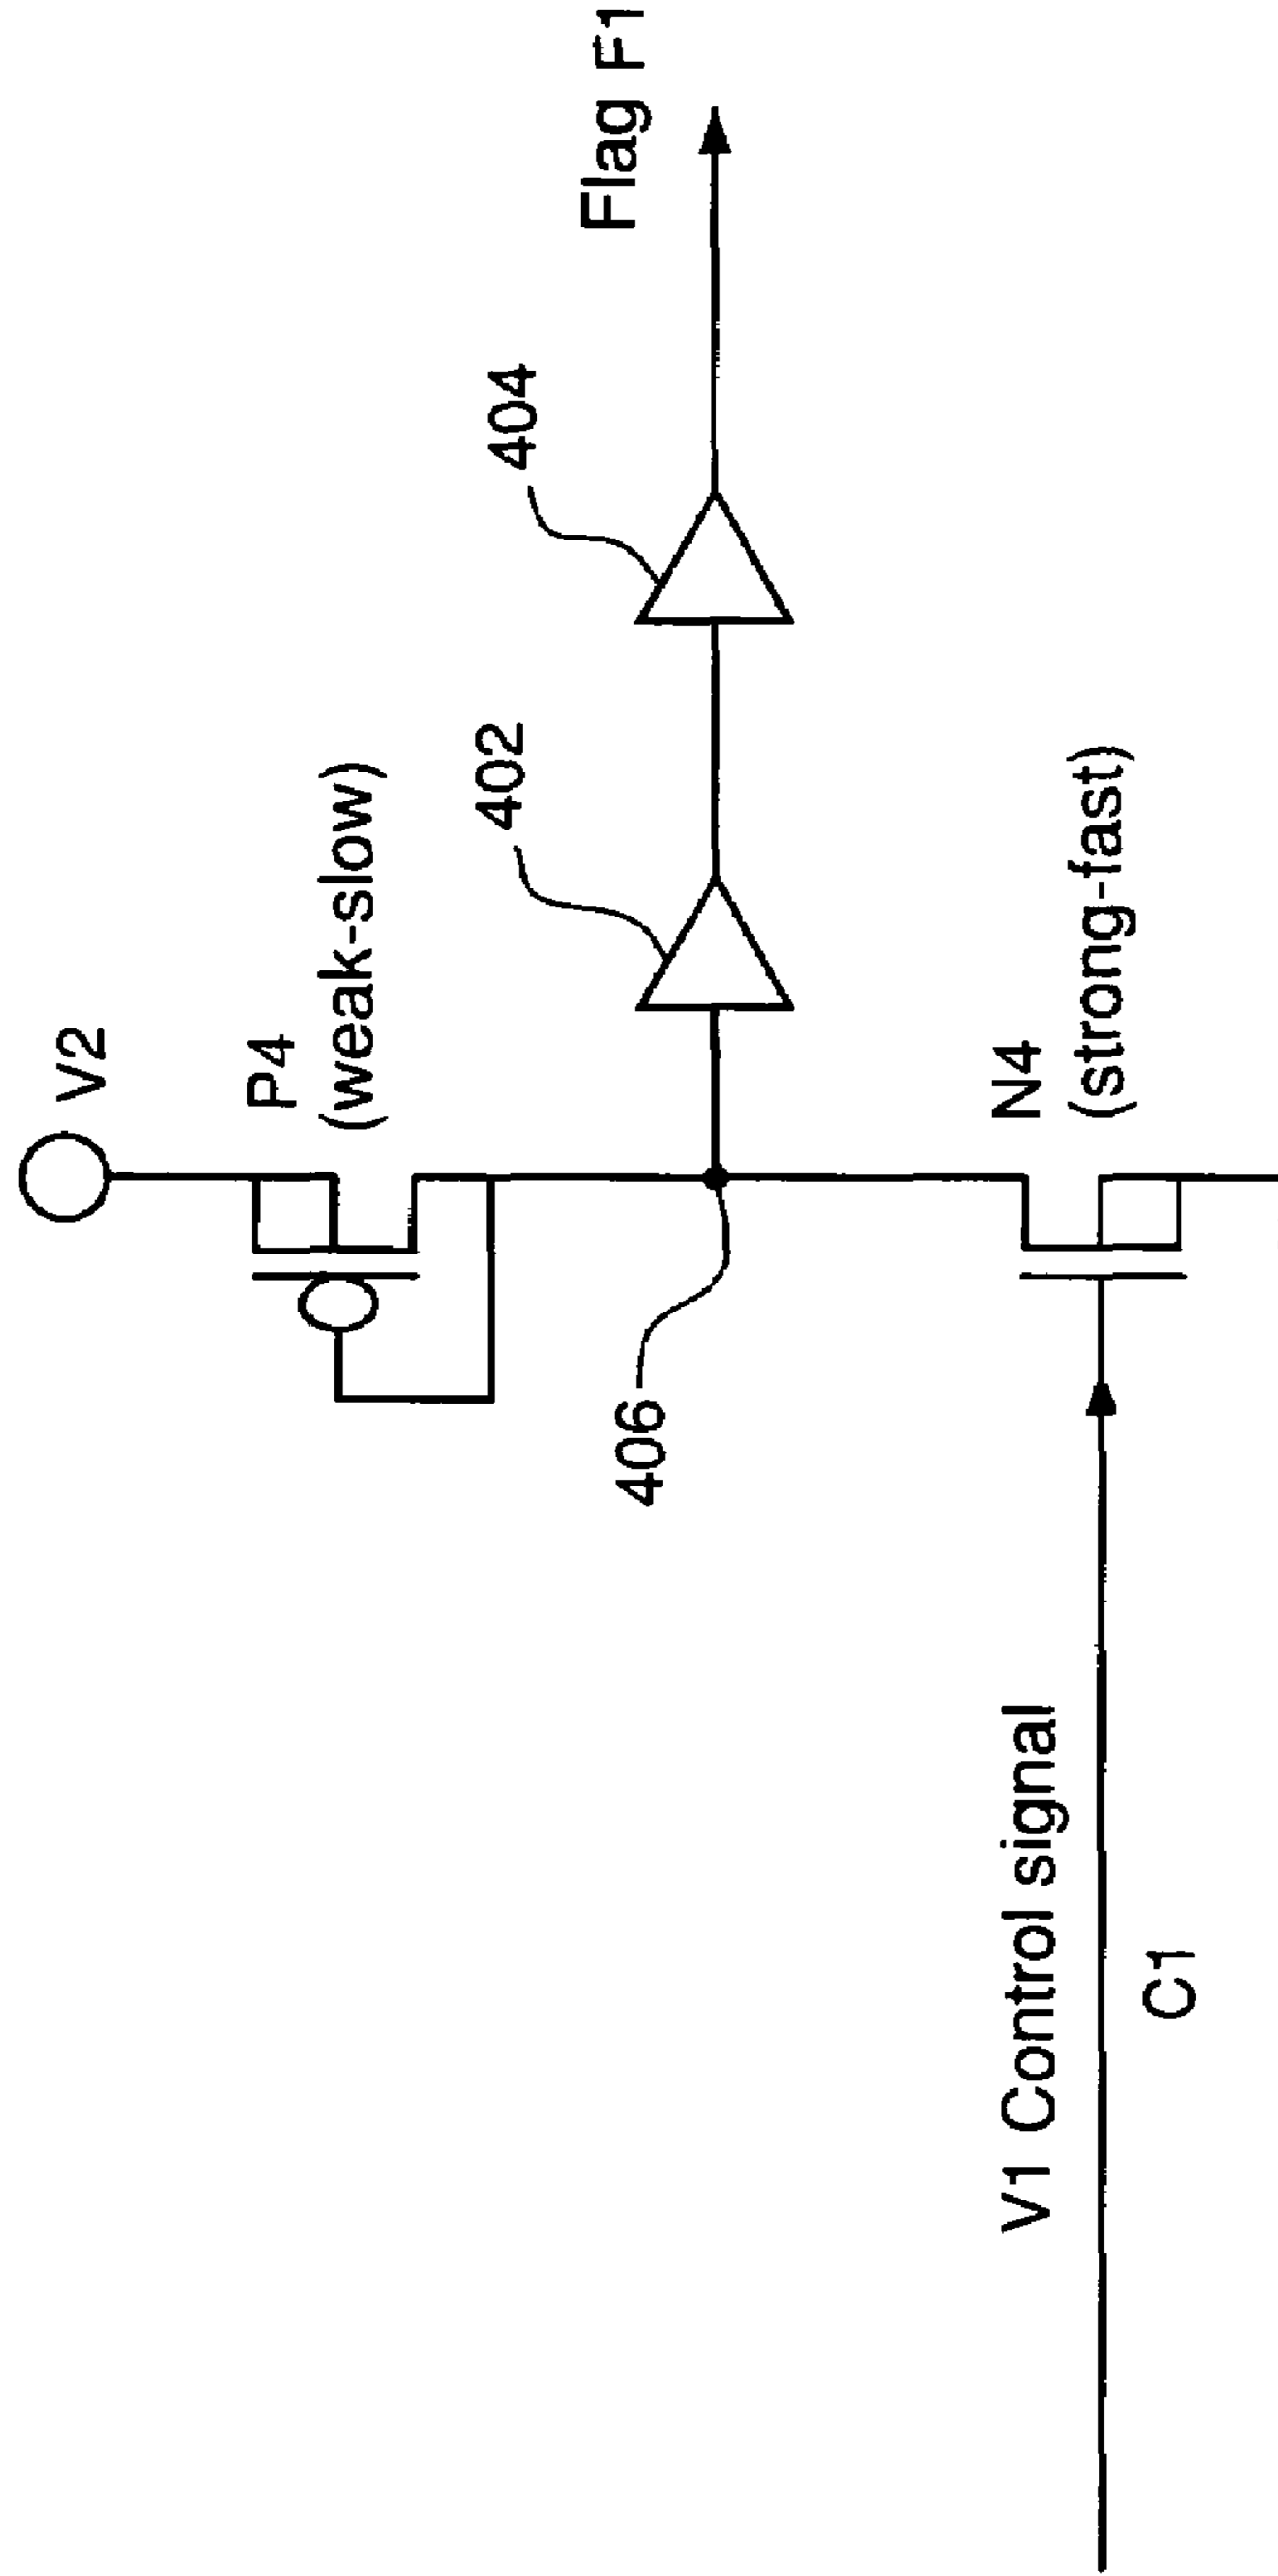 V2
P4
(weak-slow)
Flag F1
404
402
406
N4
(strong-fast)
V1 Control signal
C1